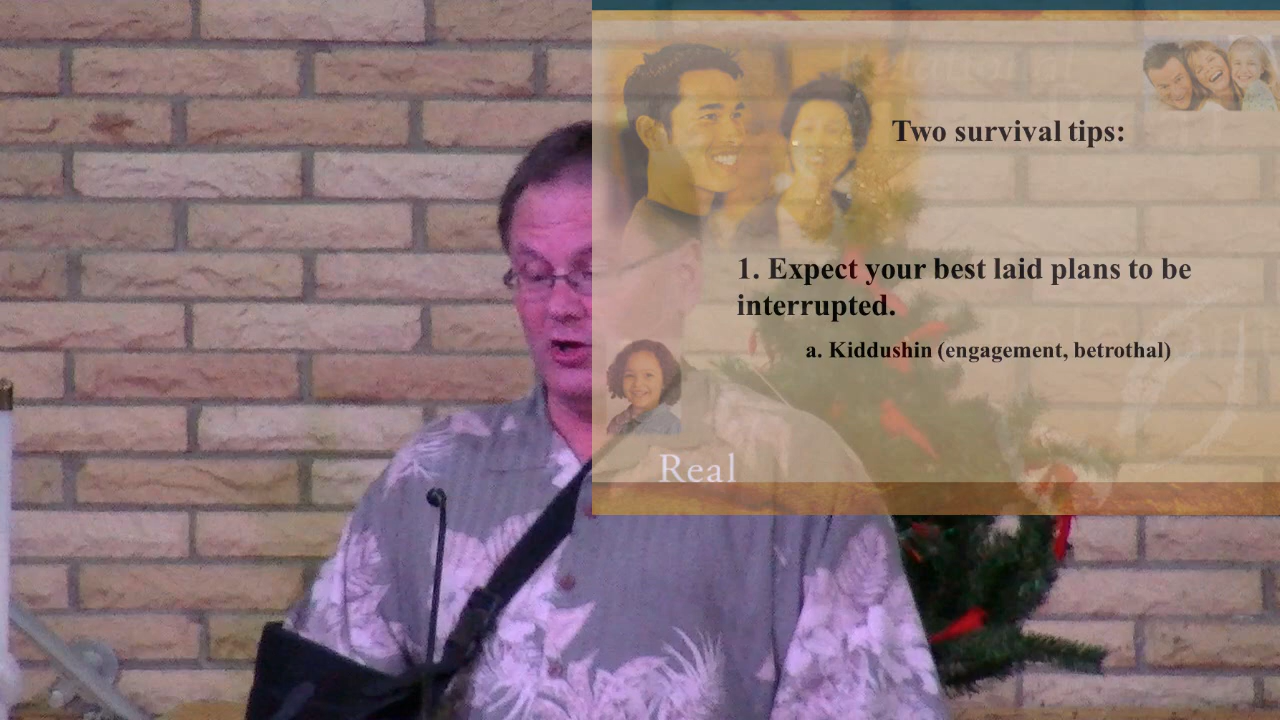 Two survival tips:
1. Expect your best laid plans to be
interrupted.
a. Kiddushin (engagement, betrothal)
Real